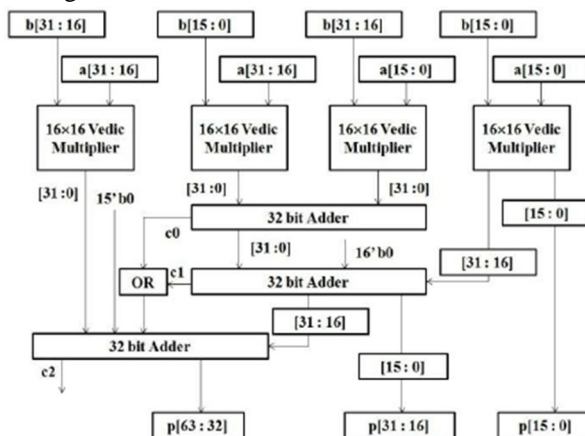 b[31 : 16]
b[15 : 0]
b[31 : 16]
b[15 : 0]
a[31 : 16]
a[31 : 16]
a[15 : 0]
a[15 : 0]
16×16 Vedic
Multiplier
16×16 Vedic
Multiplier
16×16 Vedic
Multiplier
16×16 Vedic
Multiplier
[31 :0]
15’b0
[31 :0]
[31 :0]
[15 : 0]
32 bit Adder
c0
[31 :0]
16’b0
[31 : 16]
OR
c1
32 bit Adder
[31 : 16]
32 bit Adder
c2
[15 : 0]
p[63 : 32]
p[31 : 16]
p[15 : 0]